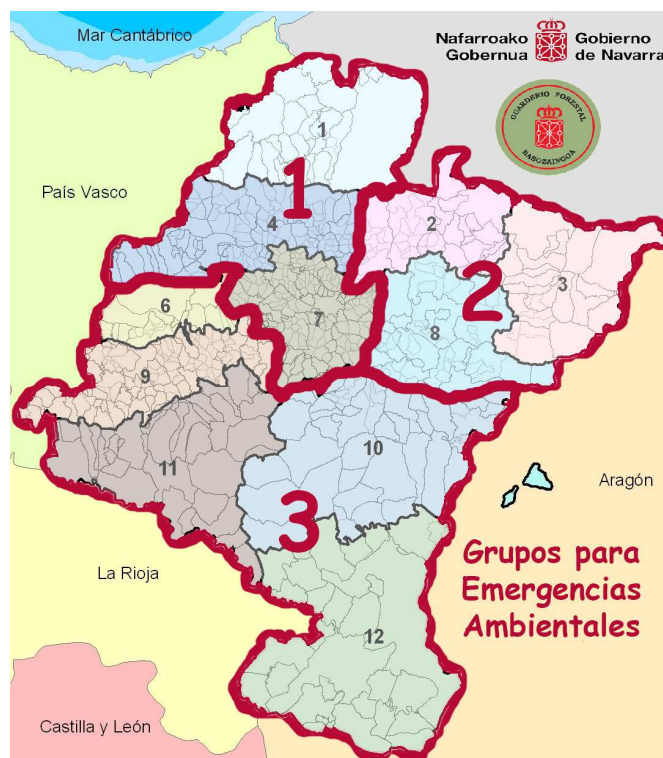 Mar Cantábrico
Nafarroako
Gobernua
Gobierno
de Navarra
GUARDERIO FORESTAL
BASOZAINGOA
País Vasco
1
1
4
2
2
3
6
7
8
9
10
11
Aragón
3
La Rioja
Grupos para
Emergencias
Ambientales
12
Castilla y León